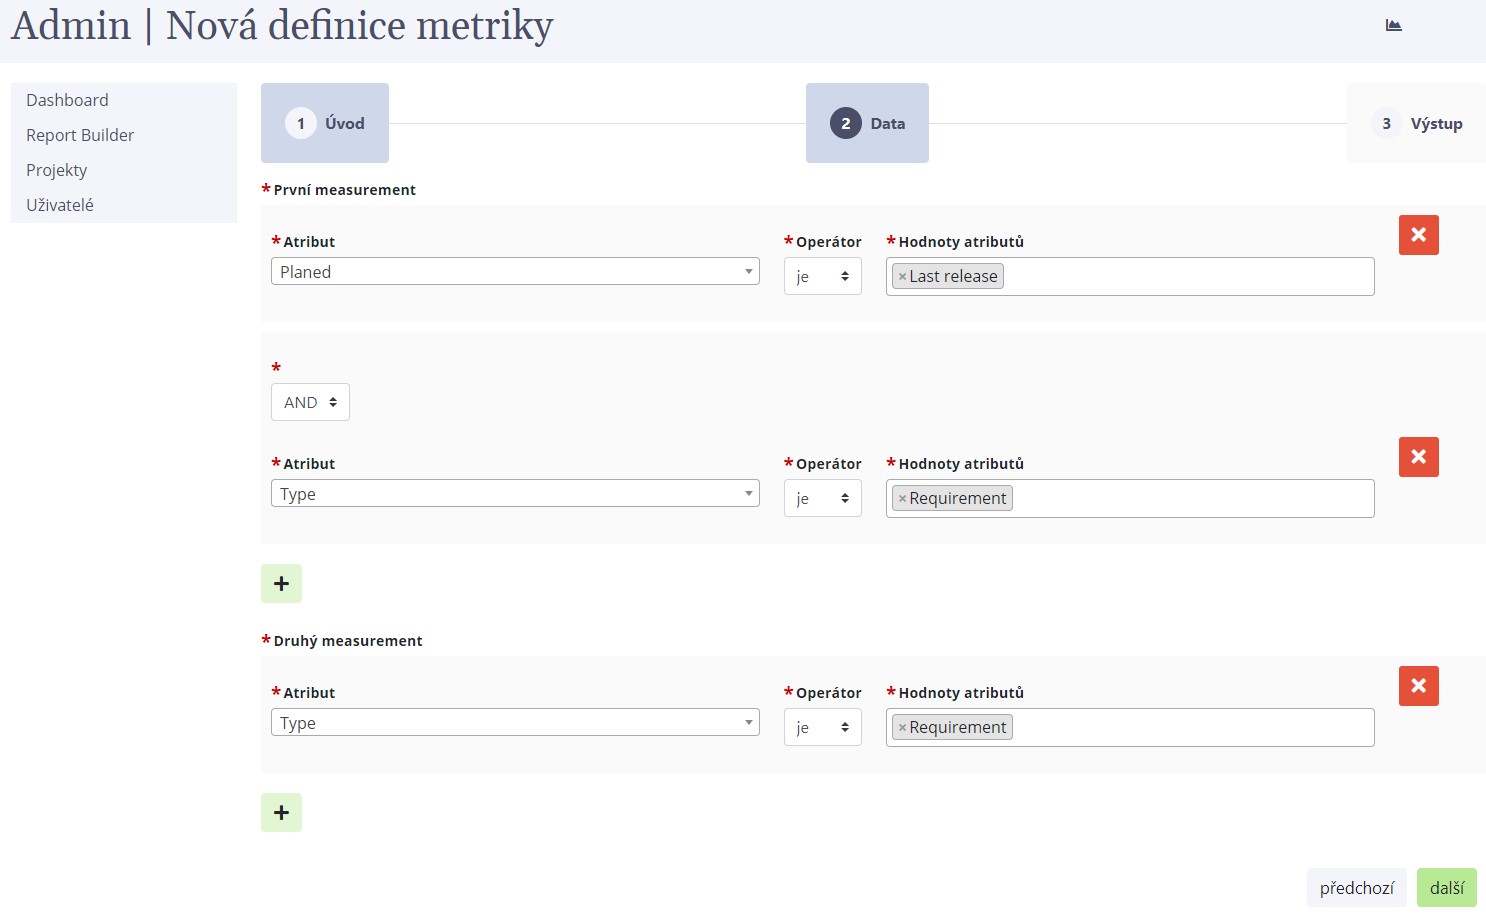 Admin | Nová definice metriky
Dashboard
Report Builder
Projekty
Uživatelé
1 Úvod
2 Data
3 Výstup
* První measurement
* Atribut * Operátor * Hodnoty atributů
Planed je × Last release
*
AND
* Atribut * Operátor * Hodnoty atributů
Type je × Requirement
+
* Druhý measurement
* Atribut * Operátor * Hodnoty atributů
Type je × Requirement
+
předchozí další